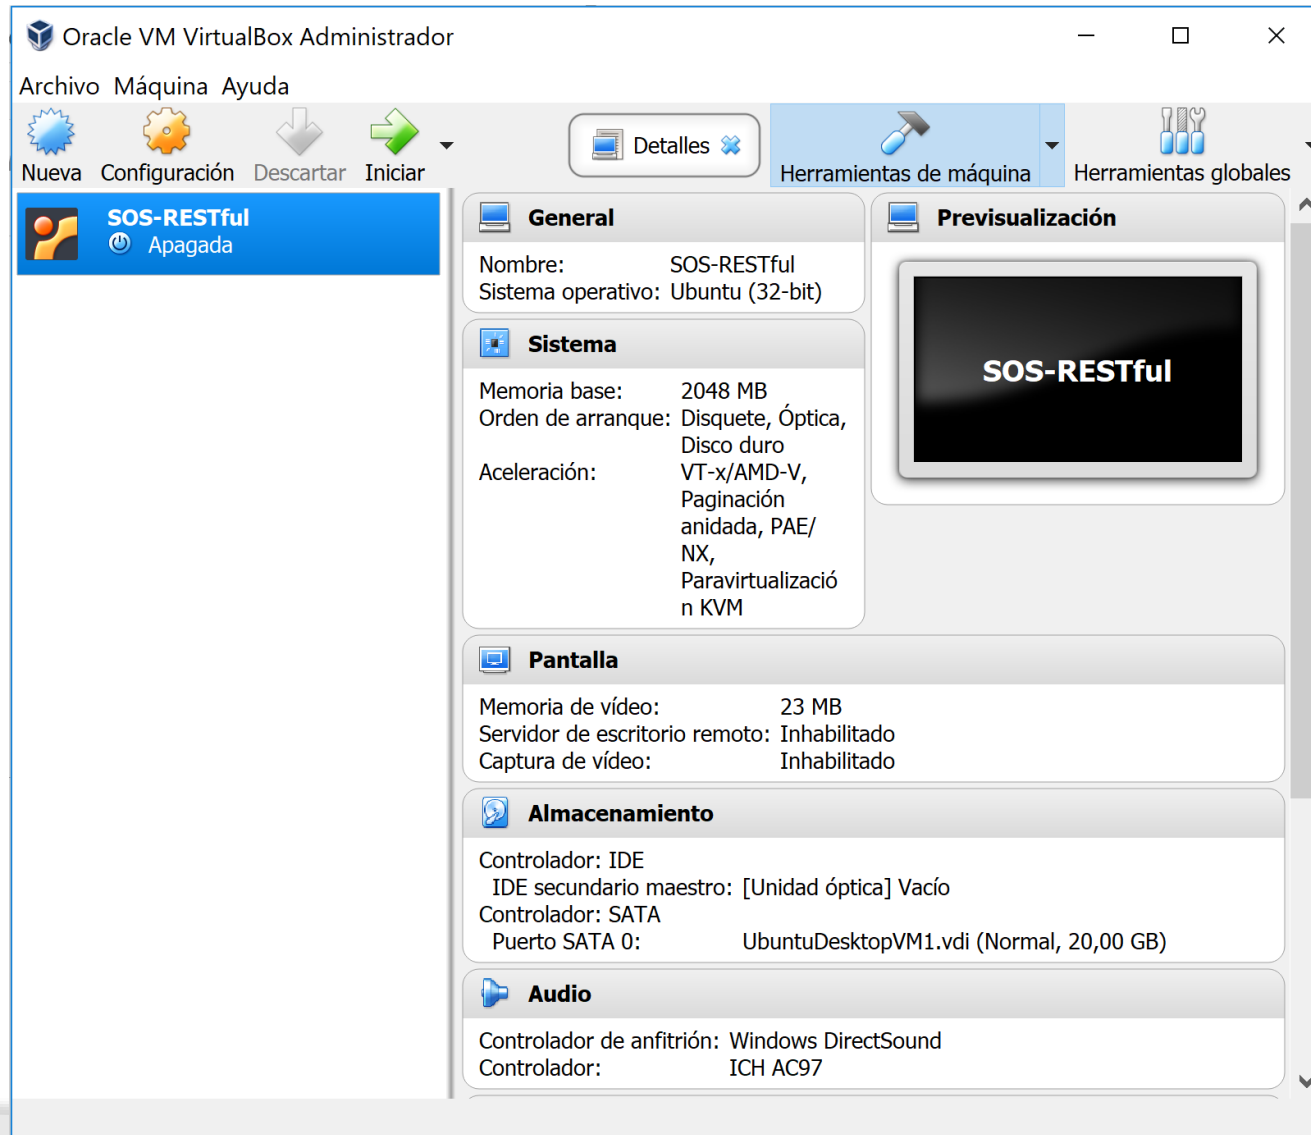 Oracle VM VirtualBox Administrador
Archivo Máquina Ayuda
Nueva Configuración Descartar Iniciar Detalles Herramientas de máquina Herramientas globales
SOS-RESTful
Apagada
General
Nombre: SOS-RESTful
Sistema operativo: Ubuntu (32-bit)
Previsualización
SOS-RESTful
Sistema
Memoria base: 2048 MB
Orden de arranque: Disquete, Óptica,
Disco duro
Aceleración: VT-x/AMD-V,
Paginación
anidada, PAE/
NX,
Paravirtualizació
n KVM
Pantalla
Memoria de vídeo: 23 MB
Servidor de escritorio remoto: Inhabilitado
Captura de vídeo: Inhabilitado
Almacenamiento
Controlador: IDE
IDE secundario maestro: [Unidad óptica] Vacío
Controlador: SATA
Puerto SATA 0: UbuntuDesktopVM1.vdi (Normal, 20,00 GB)
Audio
Controlador de anfitrión: Windows DirectSound
Controlador: ICH AC97